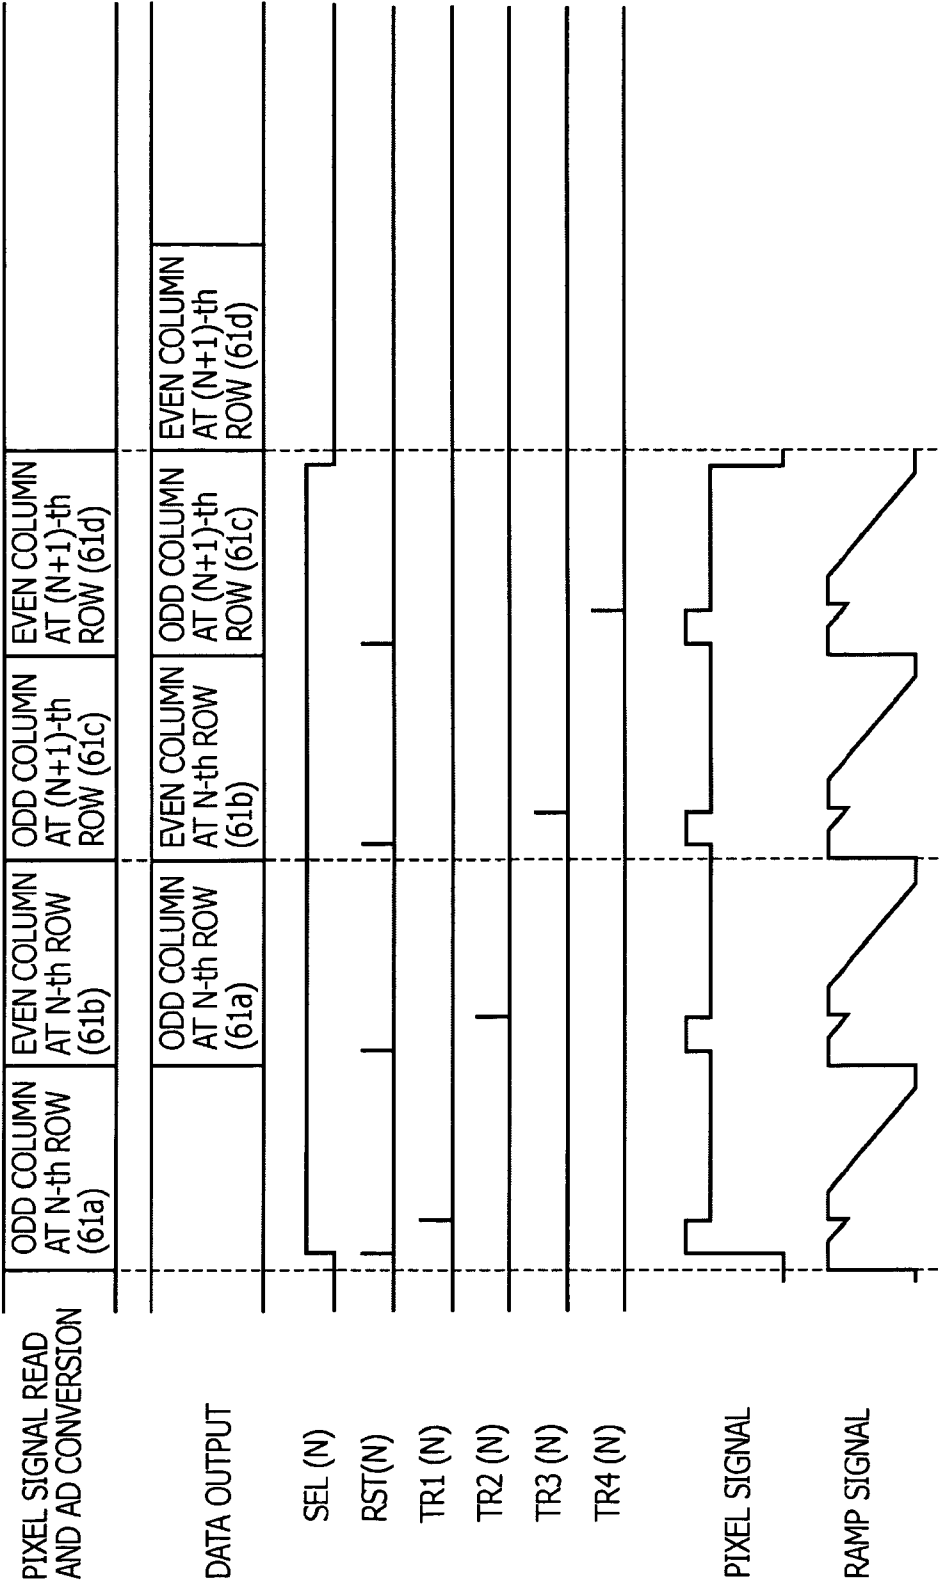 PIXEL SIGNAL READ
AND AD CONVERSION
ODD COLUMN
AT N-th ROW
(61a)
EVEN COLUMN
AT N-th ROW
(61b)
ODD COLUMN
AT (N+1)-th
ROW (61c)
EVEN COLUMN
AT (N+1)-th
ROW (61d)
DATA OUTPUT
ODD COLUMN
AT N-th ROW
(61a)
EVEN COLUMN
AT N-th ROW
(61b)
ODD COLUMN
AT (N+1)-th
ROW (61c)
EVEN COLUMN
AT (N+1)-th
ROW (61d)
SEL (N)
RST(N)
TR1 (N)
TR2 (N)
TR3 (N)
TR4 (N)
PIXEL SIGNAL
RAMP SIGNAL